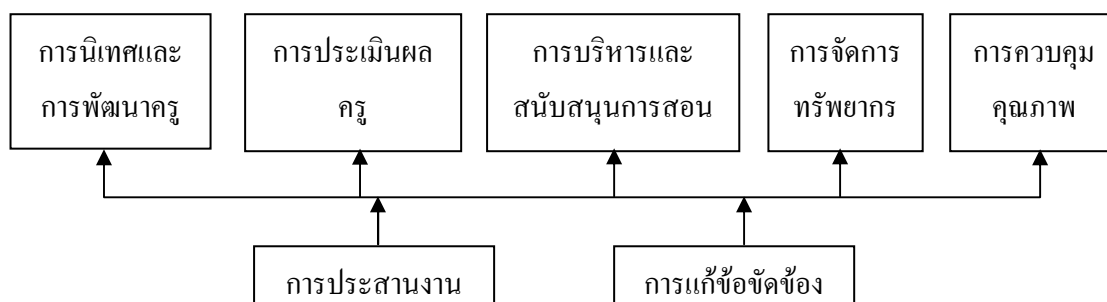 การนิเทศและ
การพัฒนาครู
การประเมินผล
ครู
การบริหารและ
สนับสนุนการสอน
การจัดการ
ทรัพยากร
การควบคุม
คุณภาพ
การประสานงาน
การแก้ข้อขัดข้อง